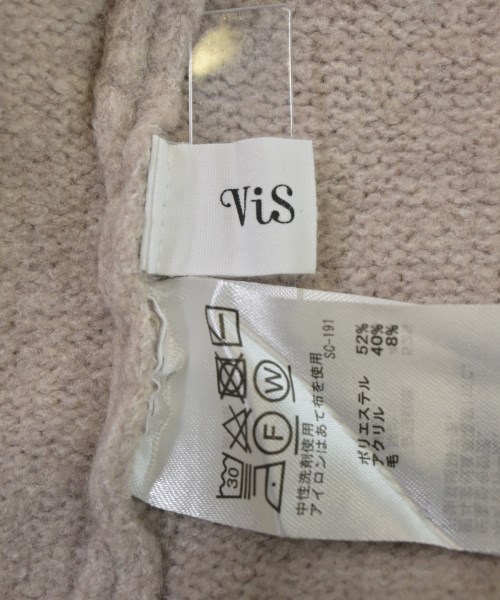 ViS
30
F
W
中性洗剤使用
アイロンはあて布を使用
SC-191
ポリエステル 52%
アクリル 40%
毛 8%